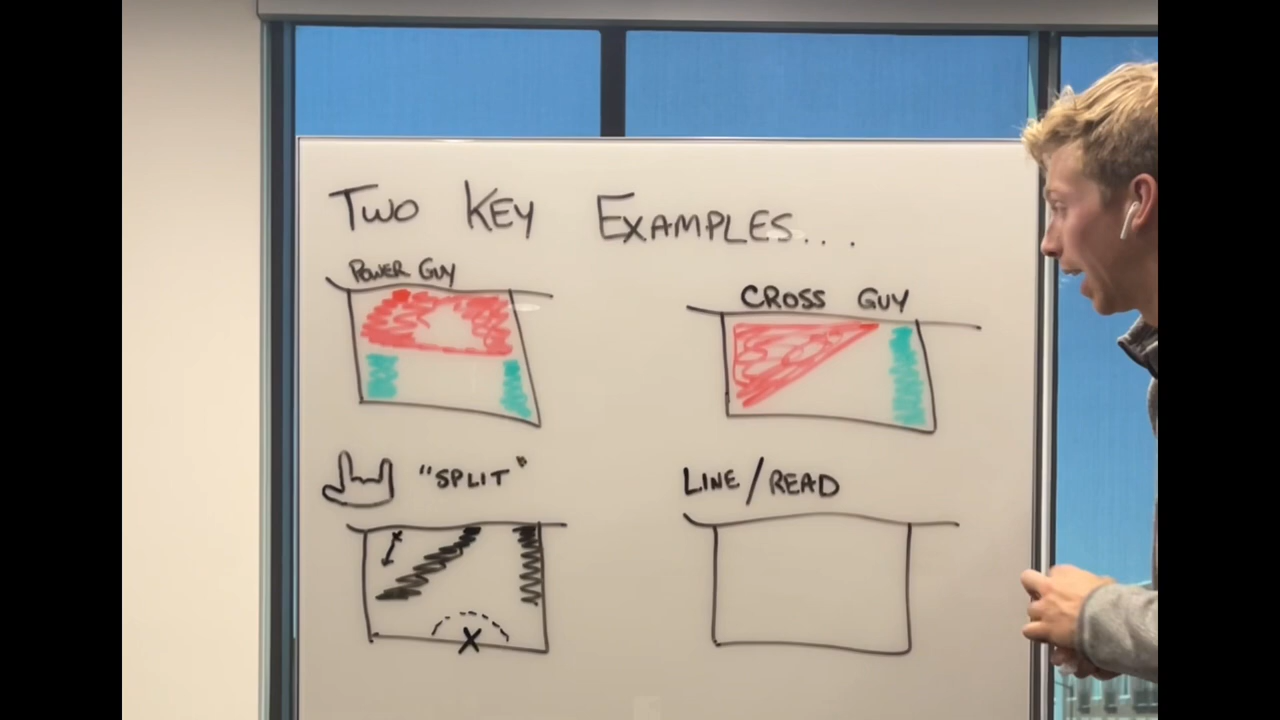 TWO KEY EXAMPLES...
POWER GUY
CROSS GUY
"SPLIT"
LINE/READ
X
X